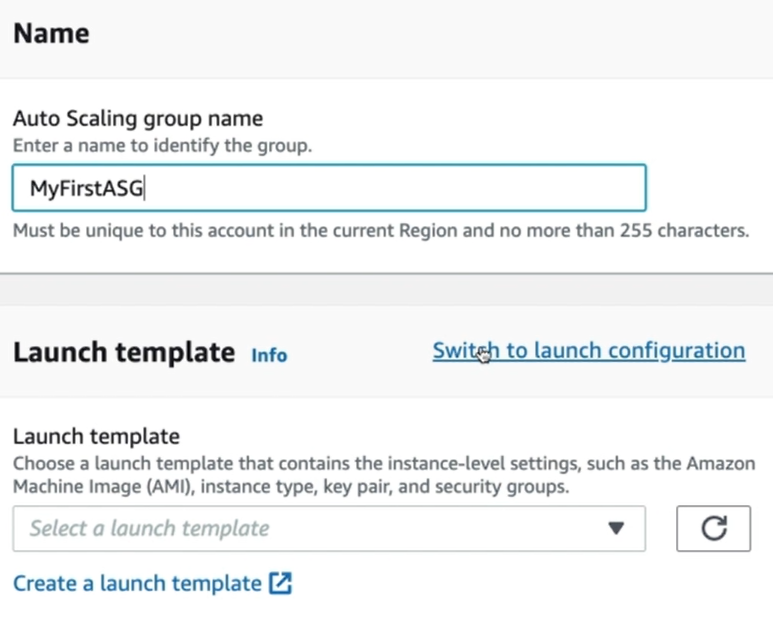 Name
Auto Scaling group name
Enter a name to identify the group.
MyFirstASG
Must be unique to this account in the current Region and no more than 255 characters.
Launch template Info Switch to launch configuration
Launch template
Choose a launch template that contains the instance-level settings, such as the Amazon
Machine Image (AMI), instance type, key pair, and security groups.
Select a launch template
Create a launch template